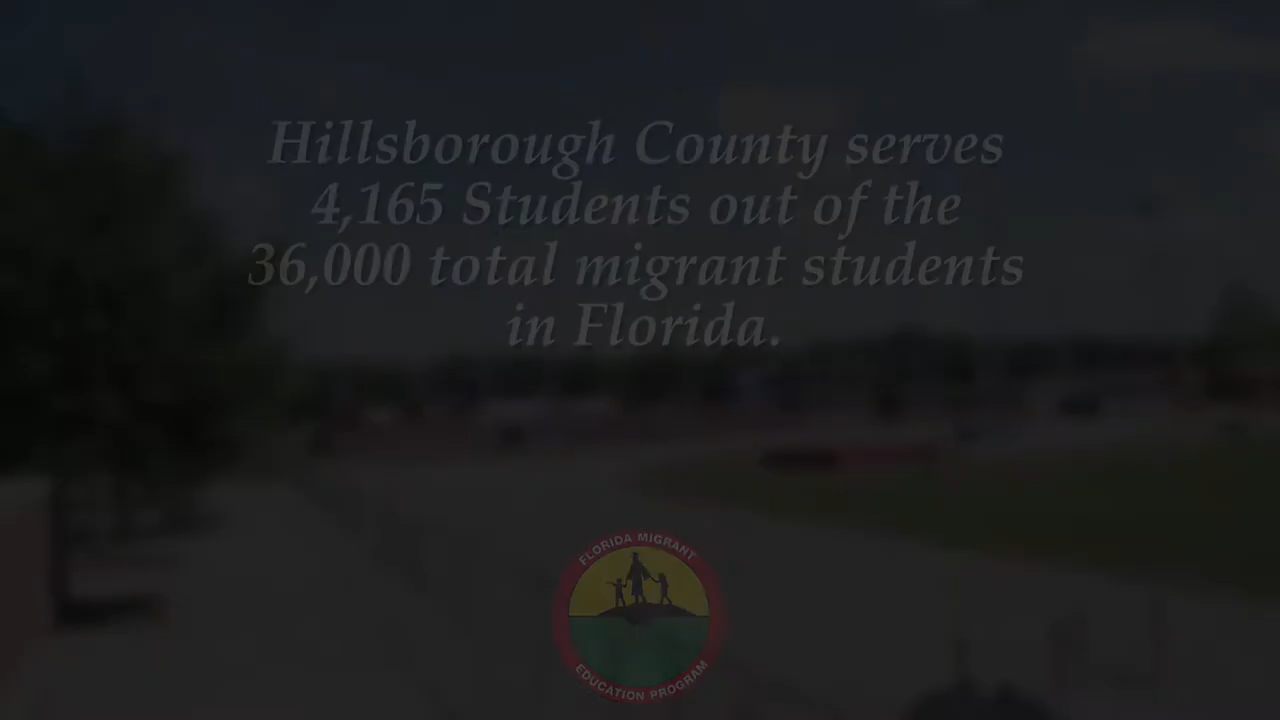 Hillsborough County serves
4,165 Students out of the
36,000 total migrant students
in Florida.
FLORIDA MIGRANT
EDUCATION PROGRAM